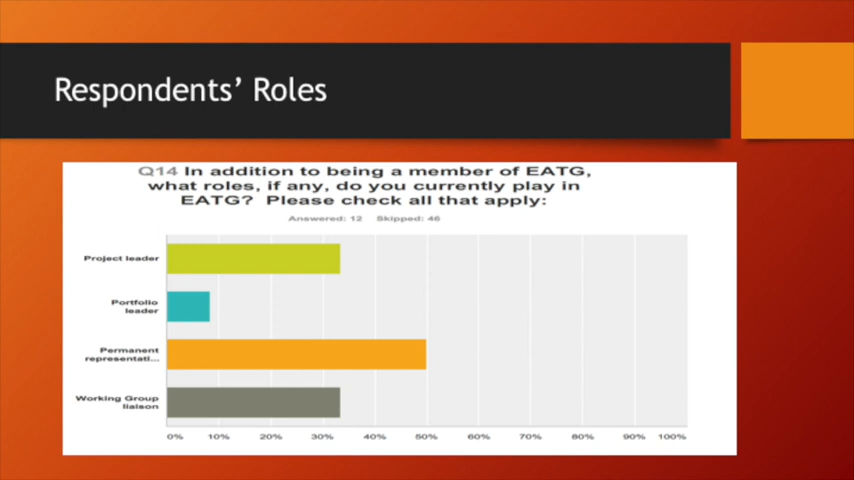 Respondents' Roles
Q14 In addition to being a member of EATG,
what roles, if any, do you currently play in
EATG? Please check all that apply:
Answered: 12 Skipped: 46
Project leader
Portfolio
leader
Permanent
representati...
Working Group
liaison
0% 10% 20% 30% 40% 50% 60% 70% 80% 90% 100%